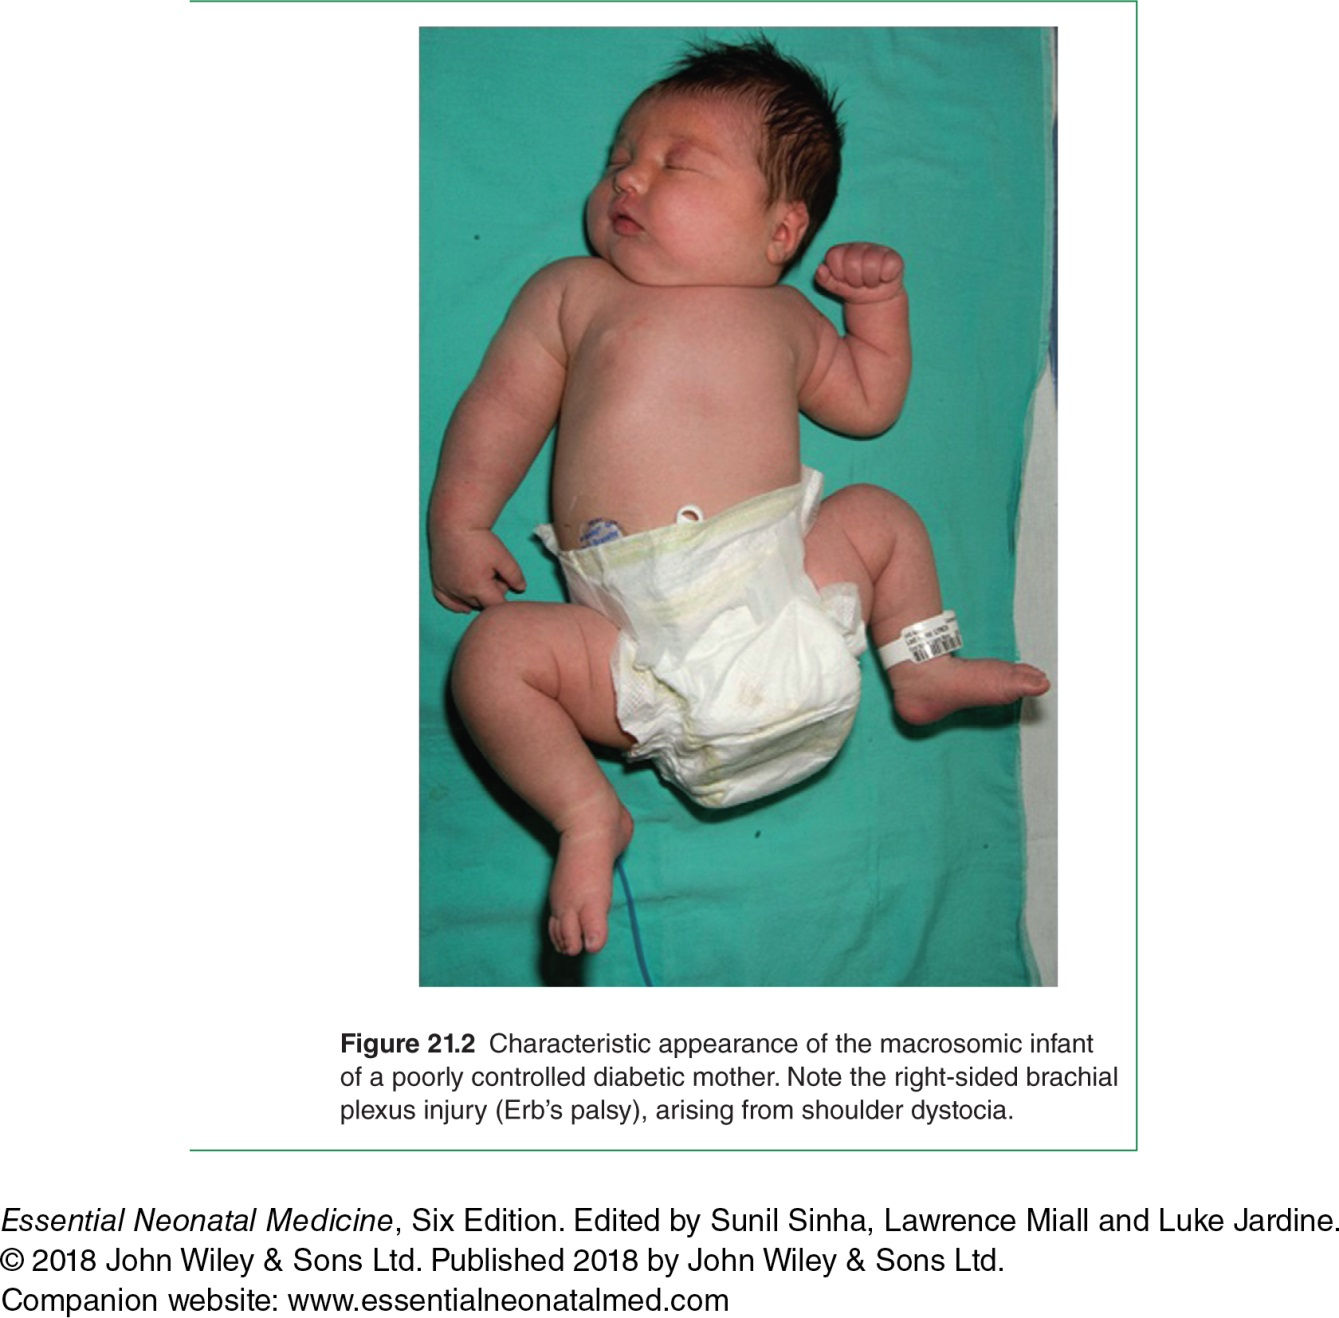 Figure 21.2 Characteristic appearance of the macrosomic infant
of a poorly controlled diabetic mother. Note the right-sided brachial
plexus injury (Erb’s palsy), arising from shoulder dystocia.
Essential Neonatal Medicine, Six Edition. Edited by Sunil Sinha, Lawrence Miall and Luke Jardine.
© 2018 John Wiley & Sons Ltd. Published 2018 by John Wiley & Sons Ltd.
Companion website: www.essentialneonatalmed.com